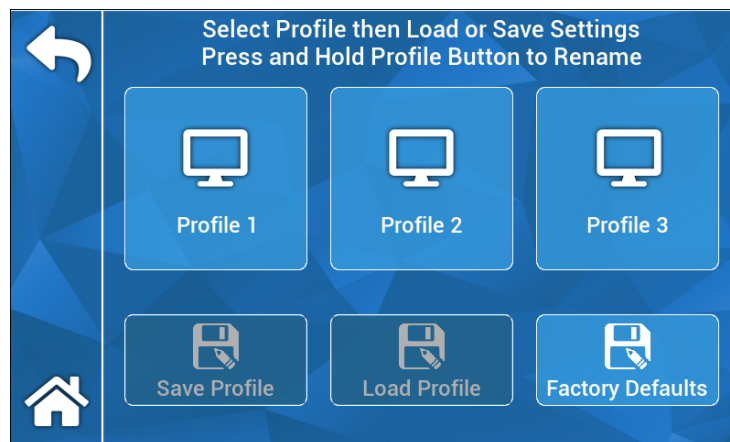 Select Profile then Load or Save Settings
Press and Hold Profile Button to Rename
Profile 1
Profile 2
Profile 3
Save Profile
Load Profile
Factory Defaults